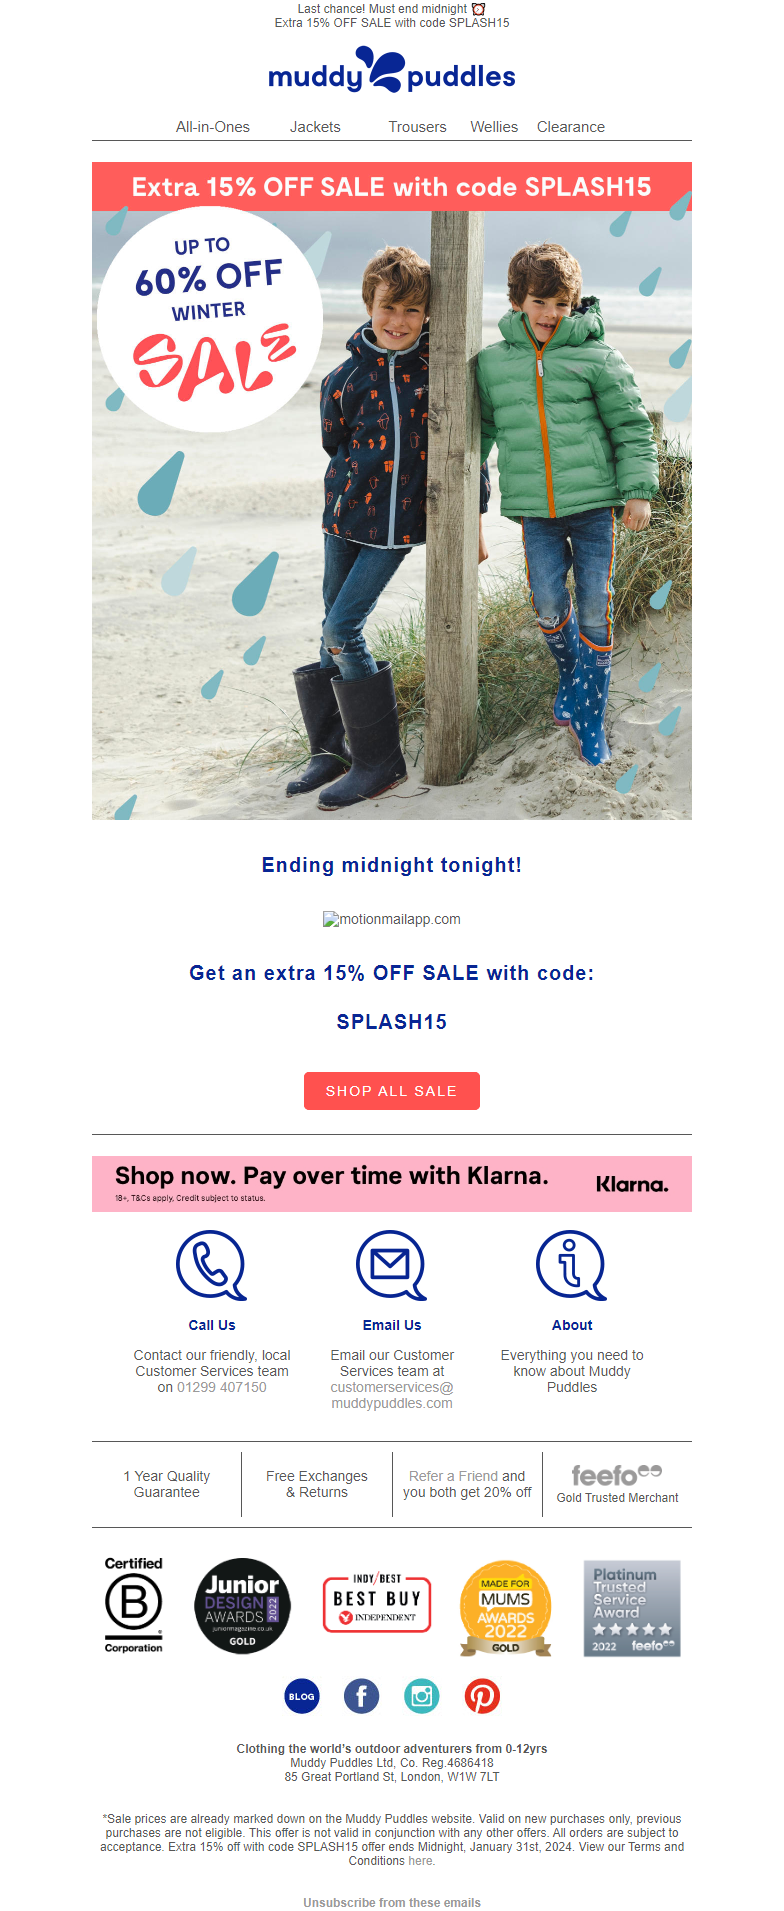 Last chance! Must end midnight ⏰
Extra 15% OFF SALE with code SPLASH15
muddy puddles
All-in-Ones Jackets Trousers Wellies Clearance
Extra 15% OFF SALE with code SPLASH15
UP TO
60% OFF
WINTER
SALE
Ending midnight tonight!
motionmailapp.com
Get an extra 15% OFF SALE with code:
SPLASH15
SHOP ALL SALE
Shop now. Pay over time with Klarna.
18+, T&Cs apply, Credit subject to status.
Klarna.
Call Us
Contact our friendly, local
Customer Services team
on 01299 407150
Email Us
Email our Customer
Services team at
customerservices@
muddypuddles.com
About
Everything you need to
know about Muddy
Puddles
1 Year Quality
Guarantee
Free Exchanges
& Returns
Refer a Friend and
you both get 20% off
feefo
Gold Trusted Merchant
Certified
B
Corporation
Junior
DESIGN
AWARDS 2022
juniormagazine.co.uk
GOLD
INDY/BEST
BEST BUY
INDEPENDENT
MADE FOR
MUMS
AWARDS
2022
GOLD
Platinum
Trusted
Service
Award
2022 feefo
BLOG
Clothing the world's outdoor adventurers from 0-12yrs
Muddy Puddles Ltd, Co. Reg.4686418
85 Great Portland St, London, W1W 7LT
*Sale prices are already marked down on the Muddy Puddles website. Valid on new purchases only, previous
purchases are not eligible. This offer is not valid in conjunction with any other offers. All orders are subject to
acceptance. Extra 15% off with code SPLASH15 offer ends Midnight, January 31st, 2024. View our Terms and
Conditions here.
Unsubscribe from these emails